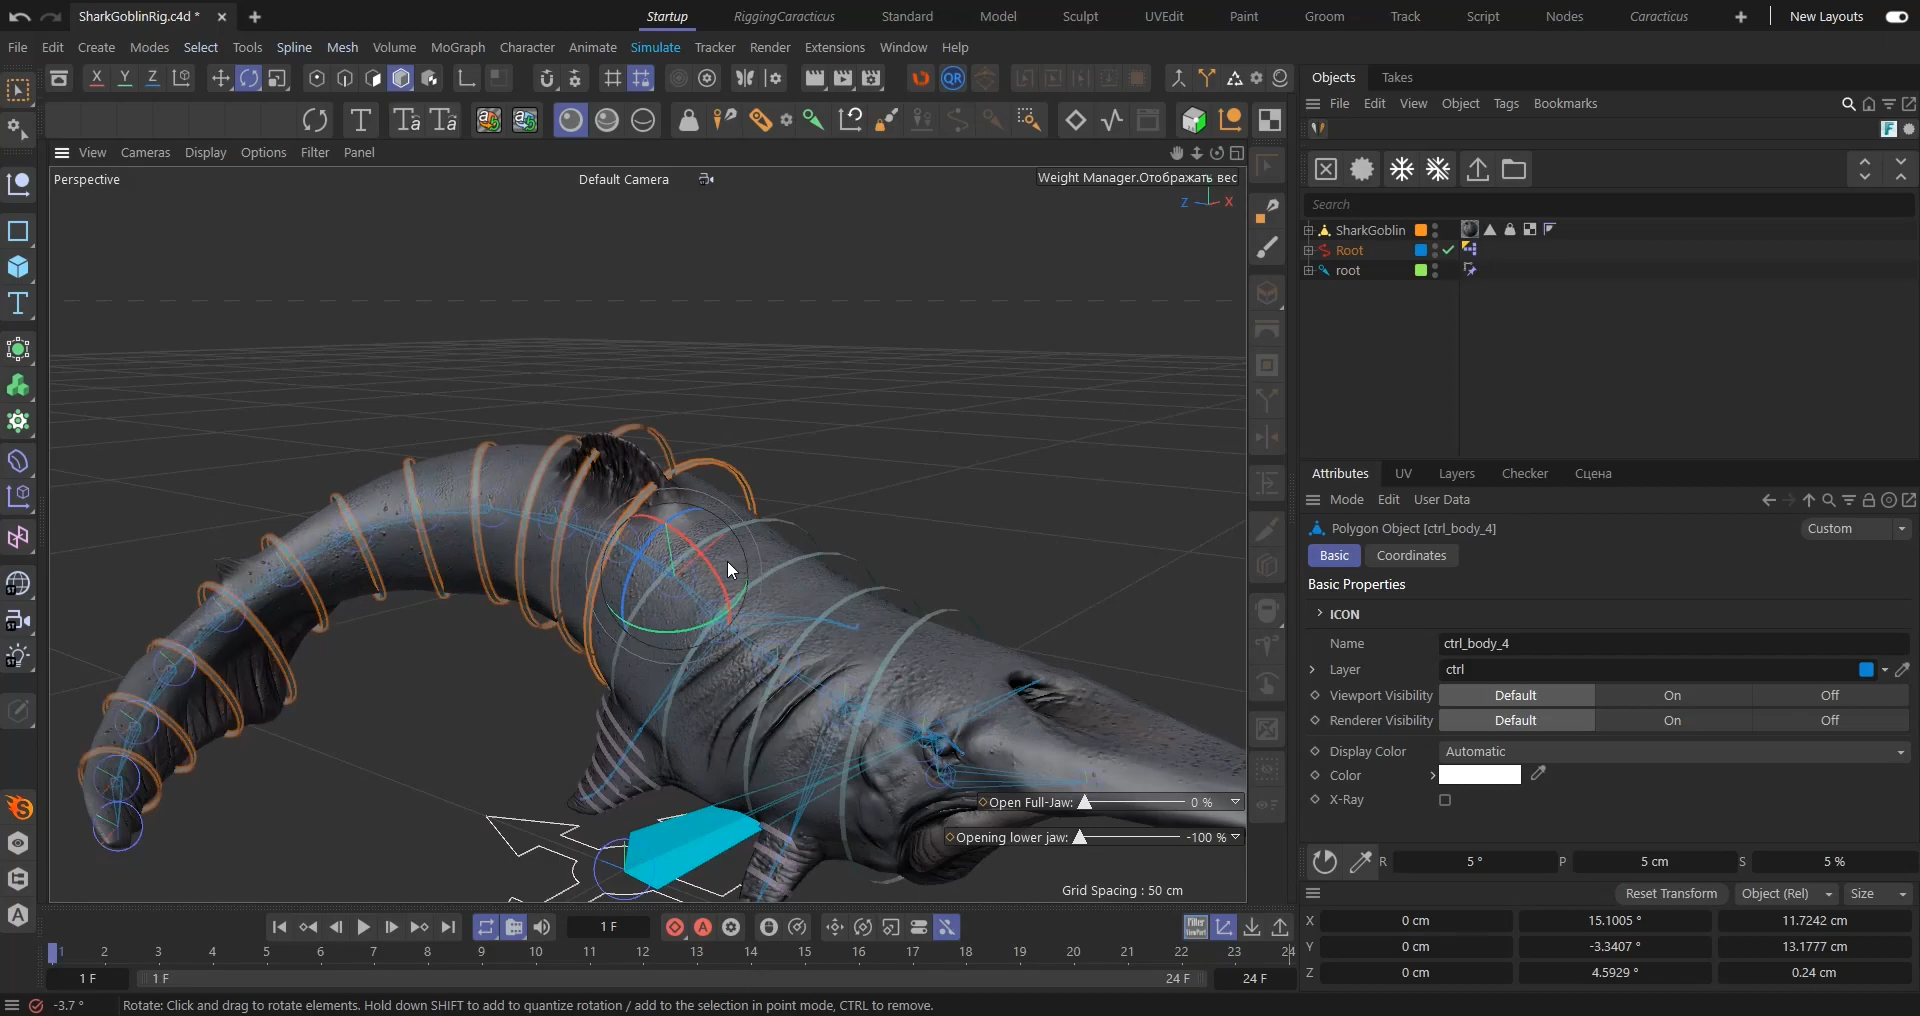 SharkGoblinRig.c4d *
Startup RiggingCaracticus Standard Model Sculpt UVEdit Paint Groom Track Script Nodes Caracticus New Layouts
File Edit Create Modes Select Tools Spline Mesh Volume MoGraph Character Animate Simulate Tracker Render Extensions Window Help
Objects Takes
File Edit View Object Tags Bookmarks
X Y Z
QR
T Ta Ta
View Cameras Display Options Filter Panel
Perspective
Default Camera
Weight Manager.Отображать вес
Z X
Search
SharkGoblin
Root
root
Attributes UV Layers Checker Сцена
Mode Edit User Data
Polygon Object [ctrl_body_4]
Custom
Basic Coordinates
Basic Properties
ICON
Name ctrl_body_4
Layer ctrl
Viewport Visibility Default On Off
Renderer Visibility Default On Off
Display Color Automatic
Color
X-Ray
Open Full-Jaw: 0 %
Opening lower jaw: -100 %
Grid Spacing : 50 cm
R 5 ° P 5 cm S 5 %
Reset Transform Object (Rel) Size
X 0 cm 15.1005 ° 11.7242 cm
Y 0 cm -3.3407 ° 13.1777 cm
Z 0 cm 4.5929 ° 0.24 cm
1 F
1 2 3 4 5 6 7 8 9 10 11 12 13 14 15 16 17 18 19 20 21 22 23 24
1 F 1 F 24 F 24 F
-3.7 ° Rotate: Click and drag to rotate elements. Hold down SHIFT to add to quantize rotation / add to the selection in point mode, CTRL to remove.